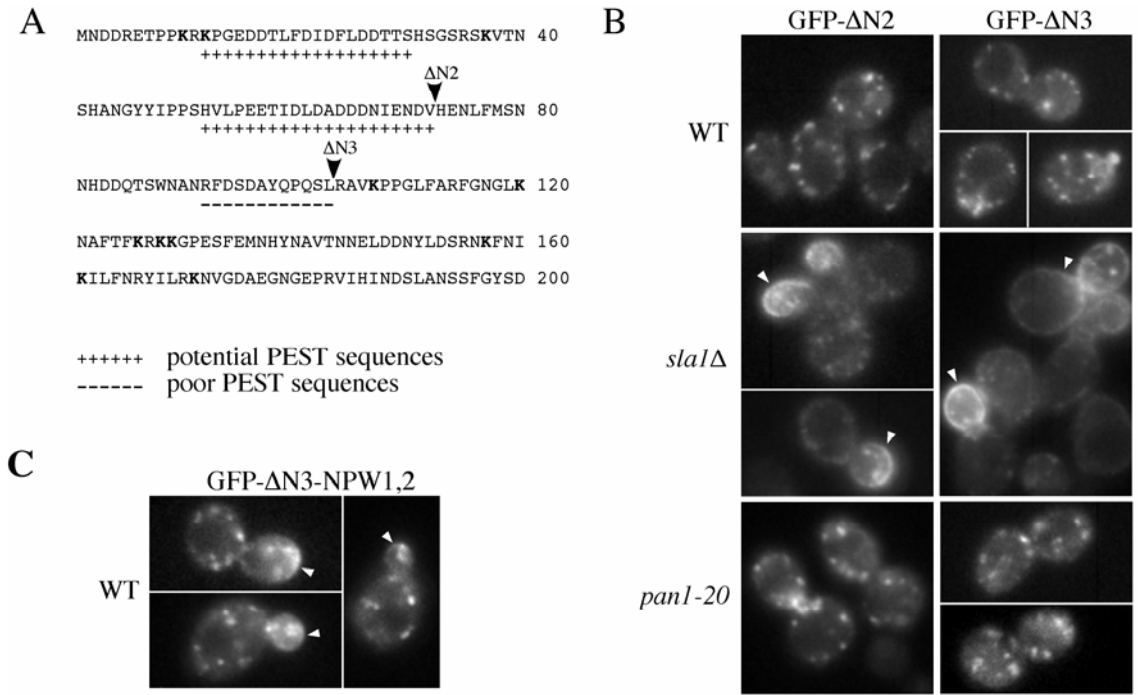 A
MNDDRETPPKRKPGEDDTLFDIDFLDDTTSHSGSRSKVTN 40
++++++++++++++++++
ΔN2
SHANGYYIPPSHVLPEETIDLDADDDNIENDVHENLFMSN 80
++++++++++++++++++++
ΔN3
NHDDQTSWNANRFDSDAYQPQSLRAVKPPGLFARFGNGLK 120
------------
NAFTFKRKKGPESFEMNHYNAVTNNELDDNYLDSRNKFNI 160
KILFNRYILRKNVGDAEGNGEPRVIHINDSLANSSFGYSD 200
++++++ potential PEST sequences
------ poor PEST sequences
B
GFP-ΔN2 GFP-ΔN3
WT
sla1Δ
pan1-20
C
GFP-ΔN3-NPW1,2
WT